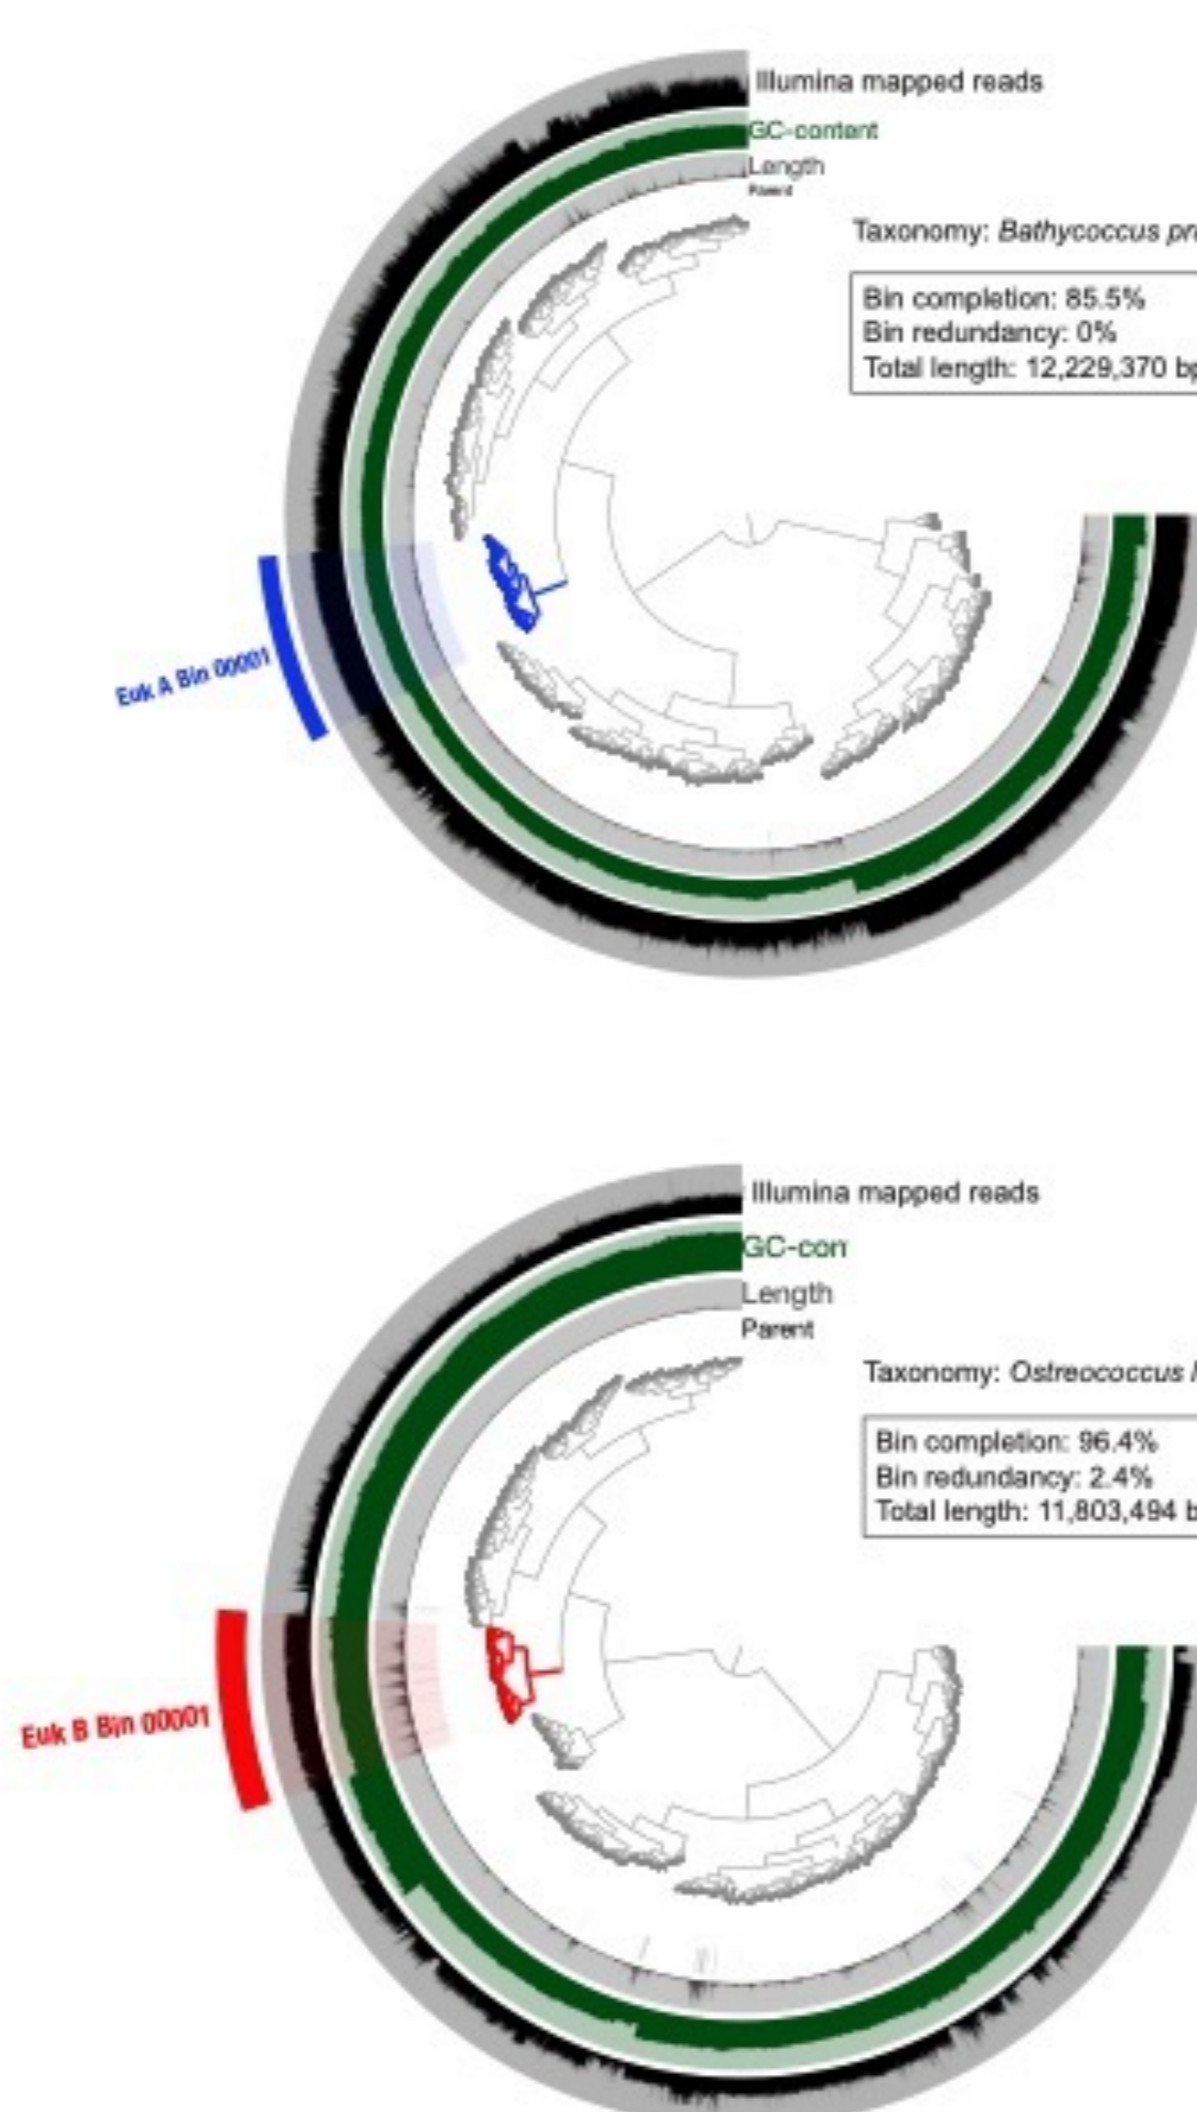 Illumina mapped reads
GC-content
Length
Parent
Taxonomy: Bathycoccus pr
Bin completion: 85.5%
Bin redundancy: 0%
Total length: 12,229,370 bp
Euk A Bin 00001
Illumina mapped reads
GC-con
Length
Parent
Taxonomy: Ostreococcus
Bin completion: 96.4%
Bin redundancy: 2.4%
Total length: 11,803,494 b
Euk B Bin 00001